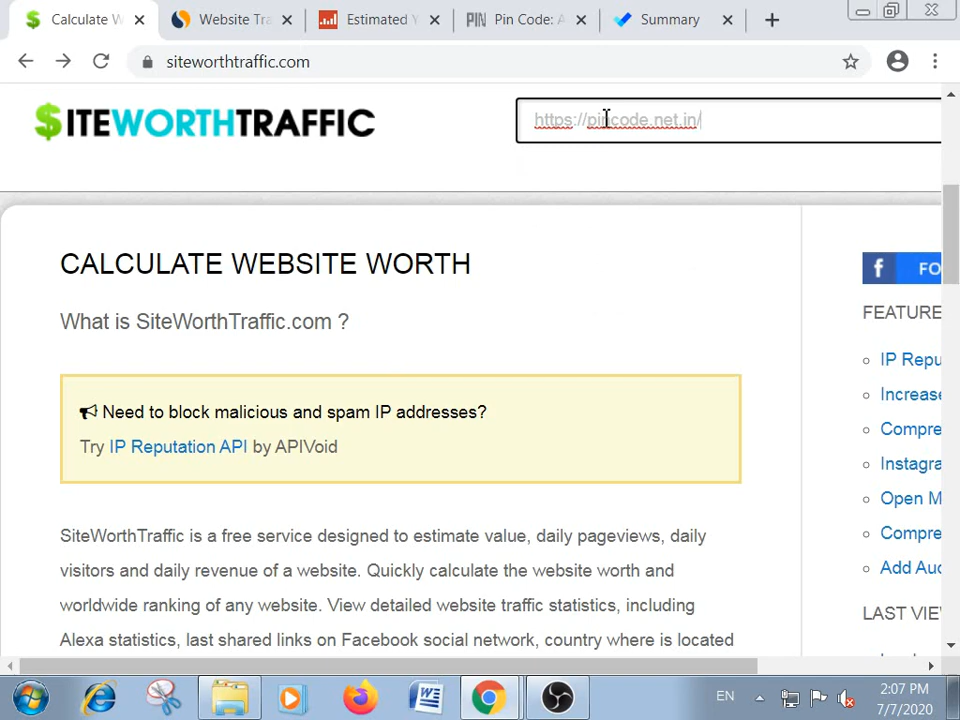 Calculate W
Website Tra
Estimated
PIN Pin Code: A
Summary
siteworthtraffic.com
$ITEWORTHTRAFFIC
https://pincode.net.in/
CALCULATE WEBSITE WORTH
What is SiteWorthTraffic.com ?
f FO
FEATURE
Need to block malicious and spam IP addresses?
Try IP Reputation API by APIVoid
IP Repu
Increase
Compre
Instagra
Open M
Compre
Add Aud
LAST VIE
SiteWorthTraffic is a free service designed to estimate value, daily pageviews, daily
visitors and daily revenue of a website. Quickly calculate the website worth and
worldwide ranking of any website. View detailed website traffic statistics, including
Alexa statistics, last shared links on Facebook social network, country where is located
EN
2:07 PM
7/7/2020